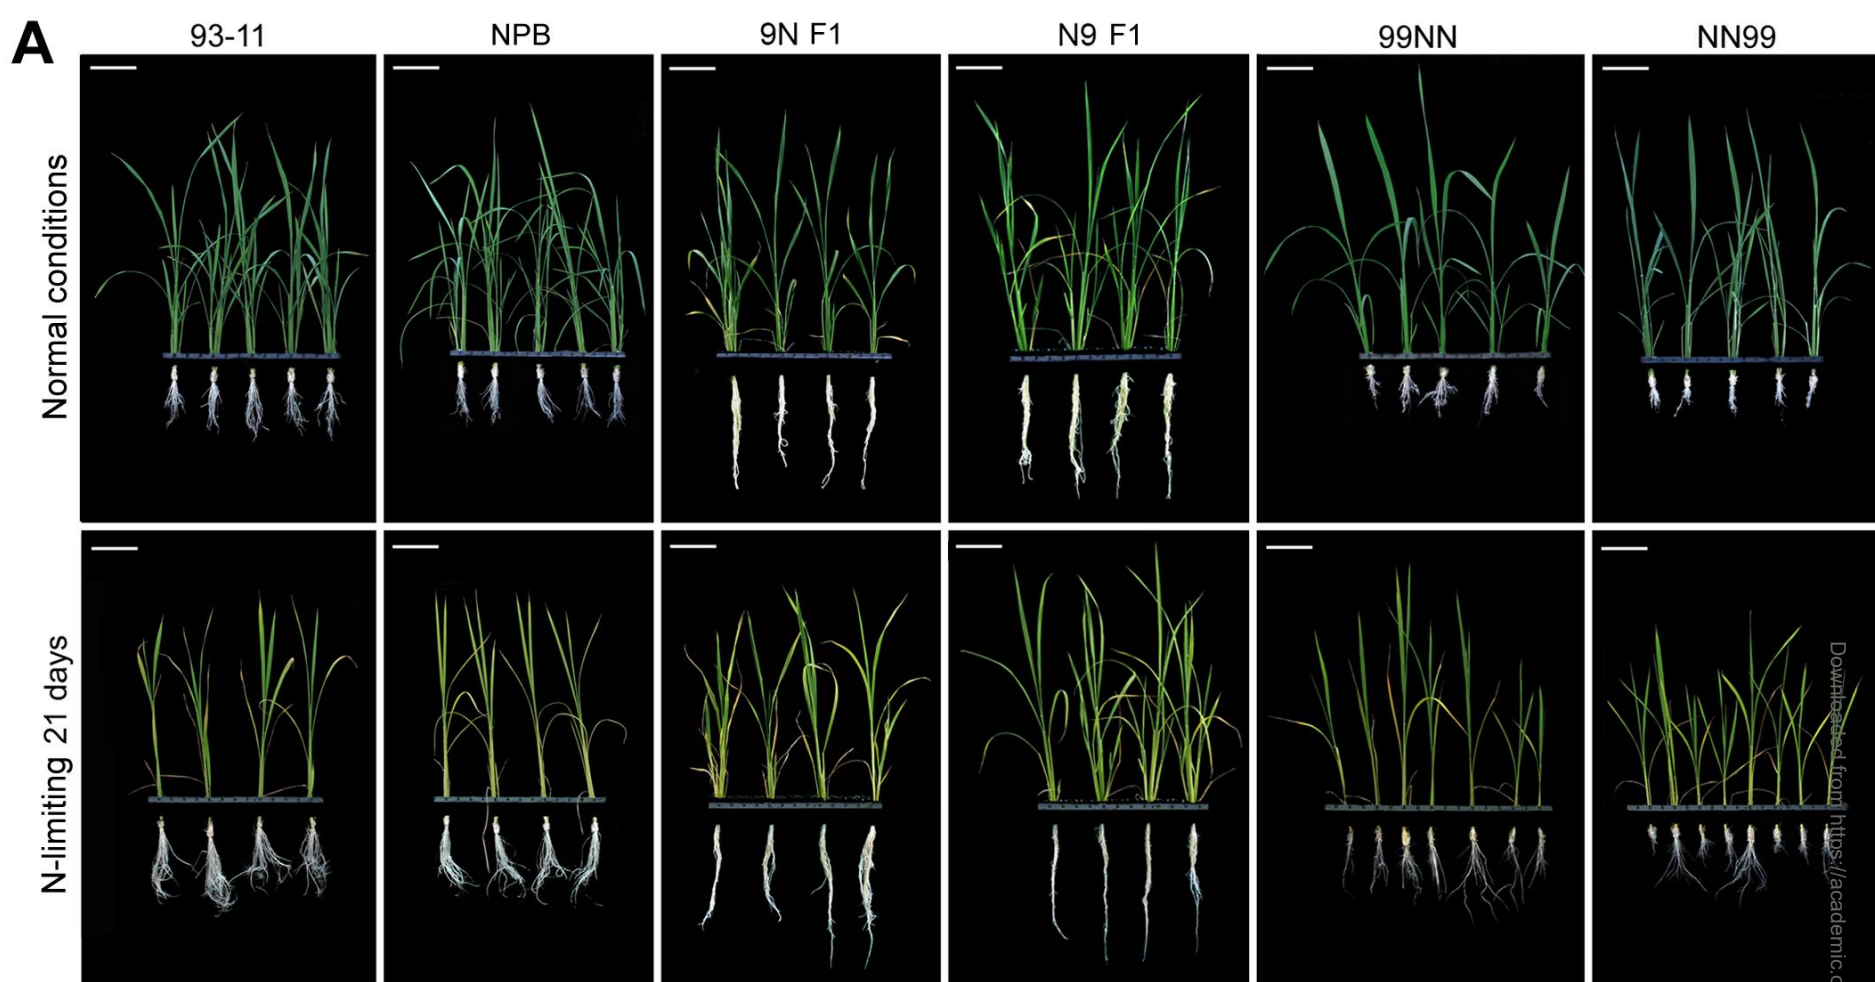 A
93-11
NPB
9N F1
N9 F1
99NN
NN99
Normal conditions
N-limiting 21 days
Downloaded from https://academic.